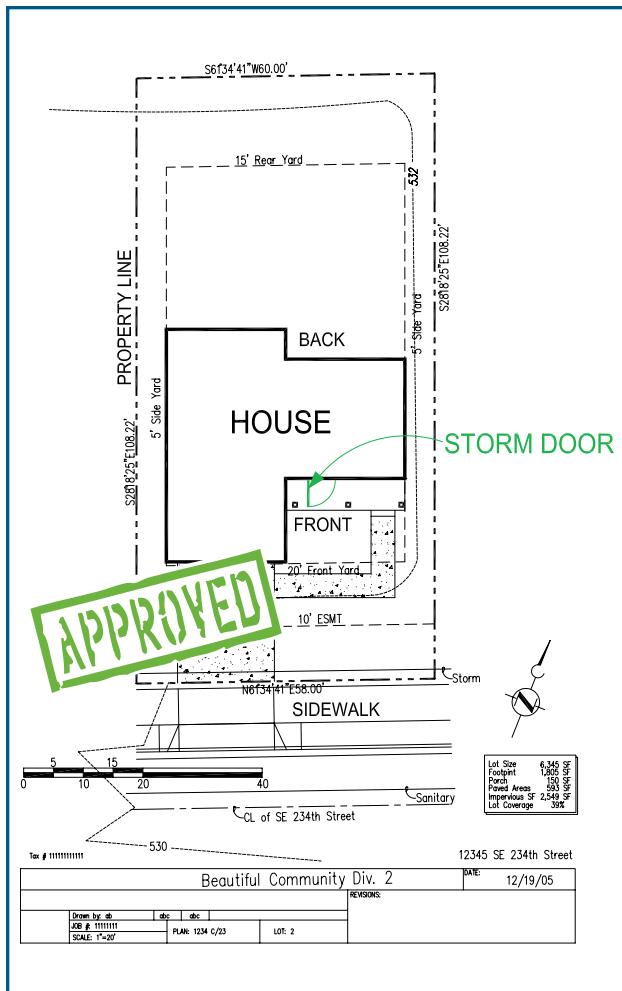 S61'34'41"W60.00'
15' Rear Yard
532
S28'18'25"E108.22'
PROPERTY LINE
BACK
5' Side Yard
5' Side Yard
HOUSE
STORM DOOR
S28'18'25"E108.22'
FRONT
20' Front Yard
APPROVED
10' ESMT
Storm
N61'34'41"E58.00'
SIDEWALK
5 15
0 10 20 40
Sanitary
CL of SE 234th Street
Lot Size 6,345 SF
Footpint 1,805 SF
Porch 150 SF
Paved Areas 593 SF
Impervious SF 2,549 SF
Lot Coverage 39%
530
Tax # 111111111111
12345 SE 234th Street
Beautiful Community Div. 2
DATE: 12/19/05
REVISIONS:
Drawn by: ab abc abc
JOB #: 11111111
SCALE: 1"=20'
PLAN: 1234 C/23
LOT: 2